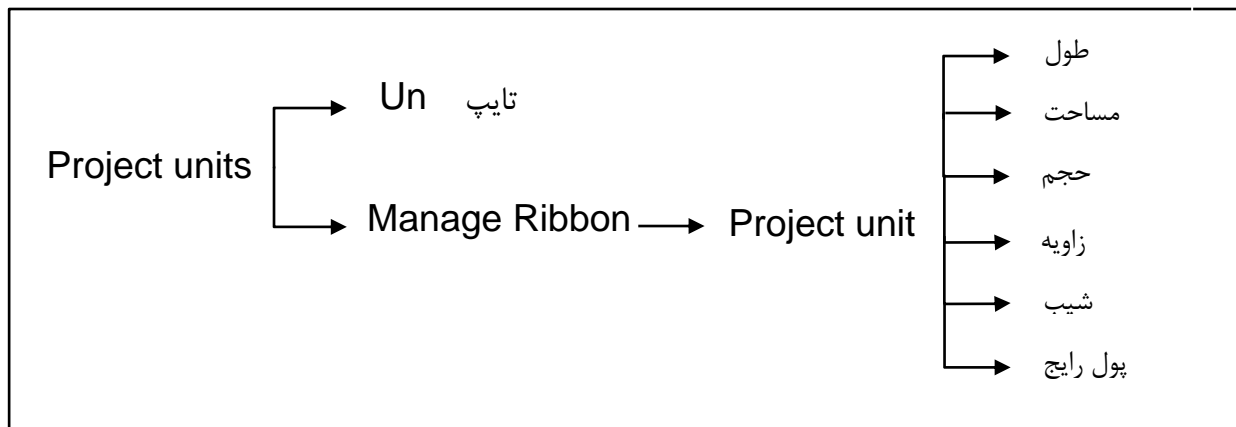 Project units
Un تایپ
Manage Ribbon
Project unit
طول
مساحت
حجم
زاویه
شیب
پول رایج